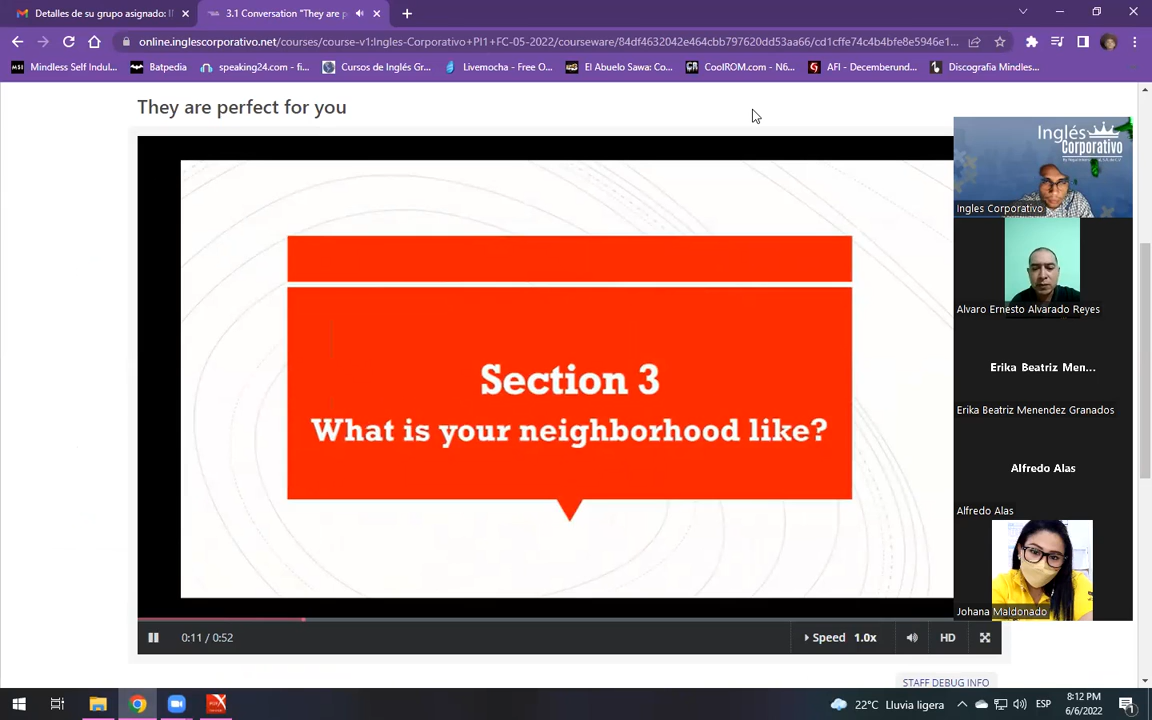 Detalles de su grupo asignado: I
3.1 Conversation "They are p
online.inglescorporativo.net/courses/course-v1:Ingles-Corporativo+PI1+FC-05-2022/courseware/84df4632042e464cbb797620dd53aa66/cd1cffe74c4b4bfe8e5946e1...
Mindless Self Indul...
Batpedia
speaking24.com - fi...
Cursos de Inglés Gr...
Livemocha - Free O...
El Abuelo Sawa: Co...
CoolROM.com - N6...
AFI - Decemberund...
Discografia Mindles...
They are perfect for you
Section 3
What is your neighborhood like?
Inglés
Corporativo
Ingles Corporativo
Alvaro Ernesto Alvarado Reyes
Erika Beatriz Men...
Erika Beatriz Menendez Granados
Alfredo Alas
Alfredo Alas
Johana Maldonado
0:11 / 0:52
Speed 1.0x
HD
STAFF DEBUG INFO
22°C Lluvia ligera
ESP
8:12 PM
6/6/2022
1